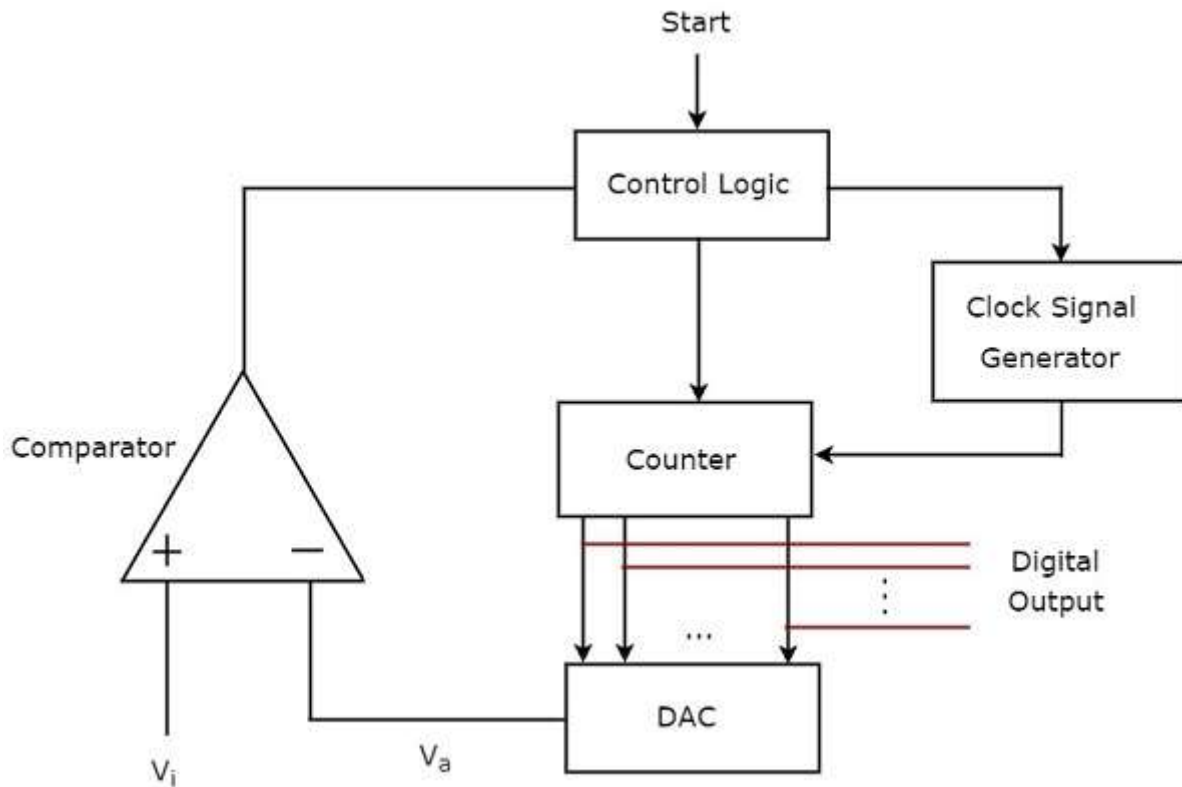 Start
Control Logic
Clock Signal
Generator
Comparator
Counter
+
−
Digital
Output
...
DAC
Vₐ
Vᵢ